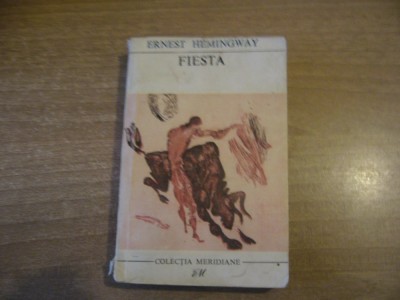 ERNEST HEMINGWAY
FIESTA
COLECȚIA MERIDIANE